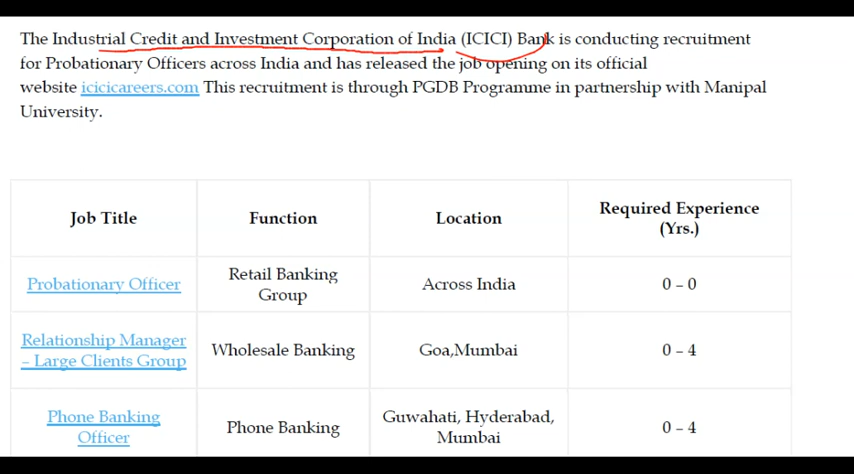 The Industrial Credit and Investment Corporation of India (ICICI) Bank is conducting recruitment
for Probationary Officers across India and has released the job opening on its official
website icicicareers.com This recruitment is through PGDB Programme in partnership with Manipal
University.
Job Title Function Location Required Experience
(Yrs.)
Probationary Officer Retail Banking
Group Across India 0 – 0
Relationship Manager
– Large Clients Group Wholesale Banking Goa,Mumbai 0 – 4
Phone Banking
Officer Phone Banking Guwahati, Hyderabad,
Mumbai 0 – 4